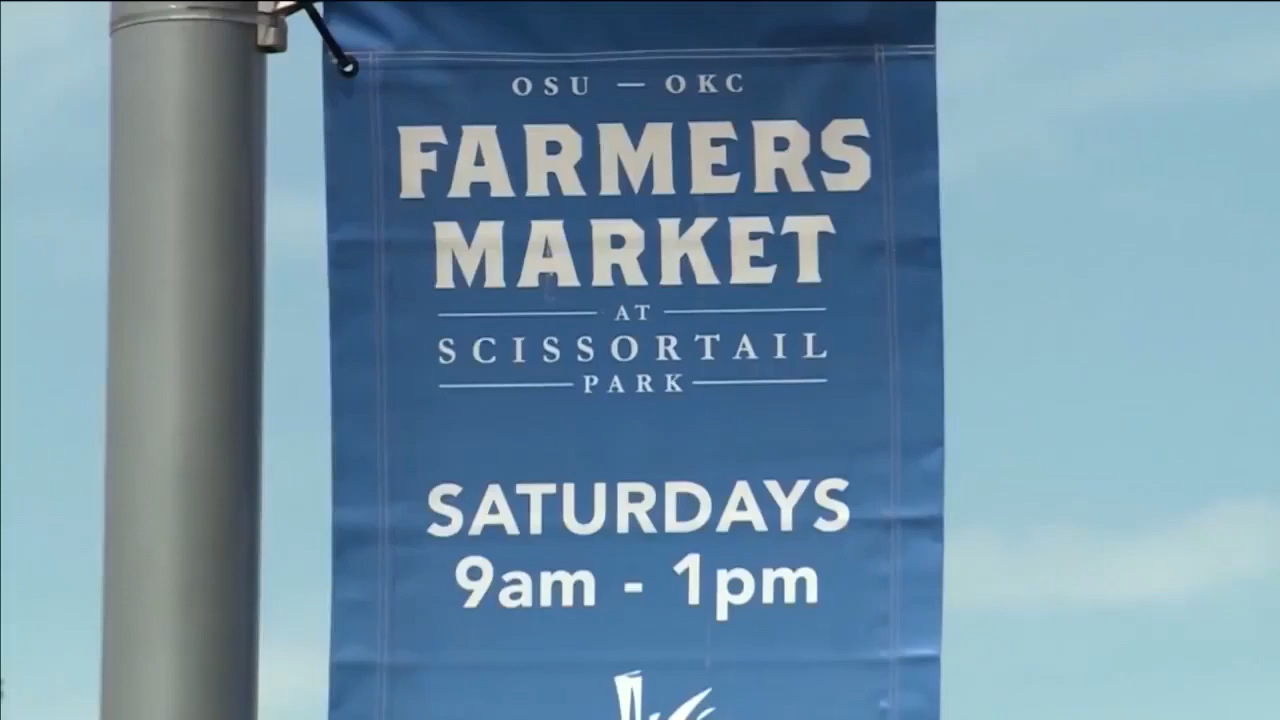 OSU — OKC
FARMERS
MARKET
AT
SCISSORTAIL
PARK
SATURDAYS
9am - 1pm